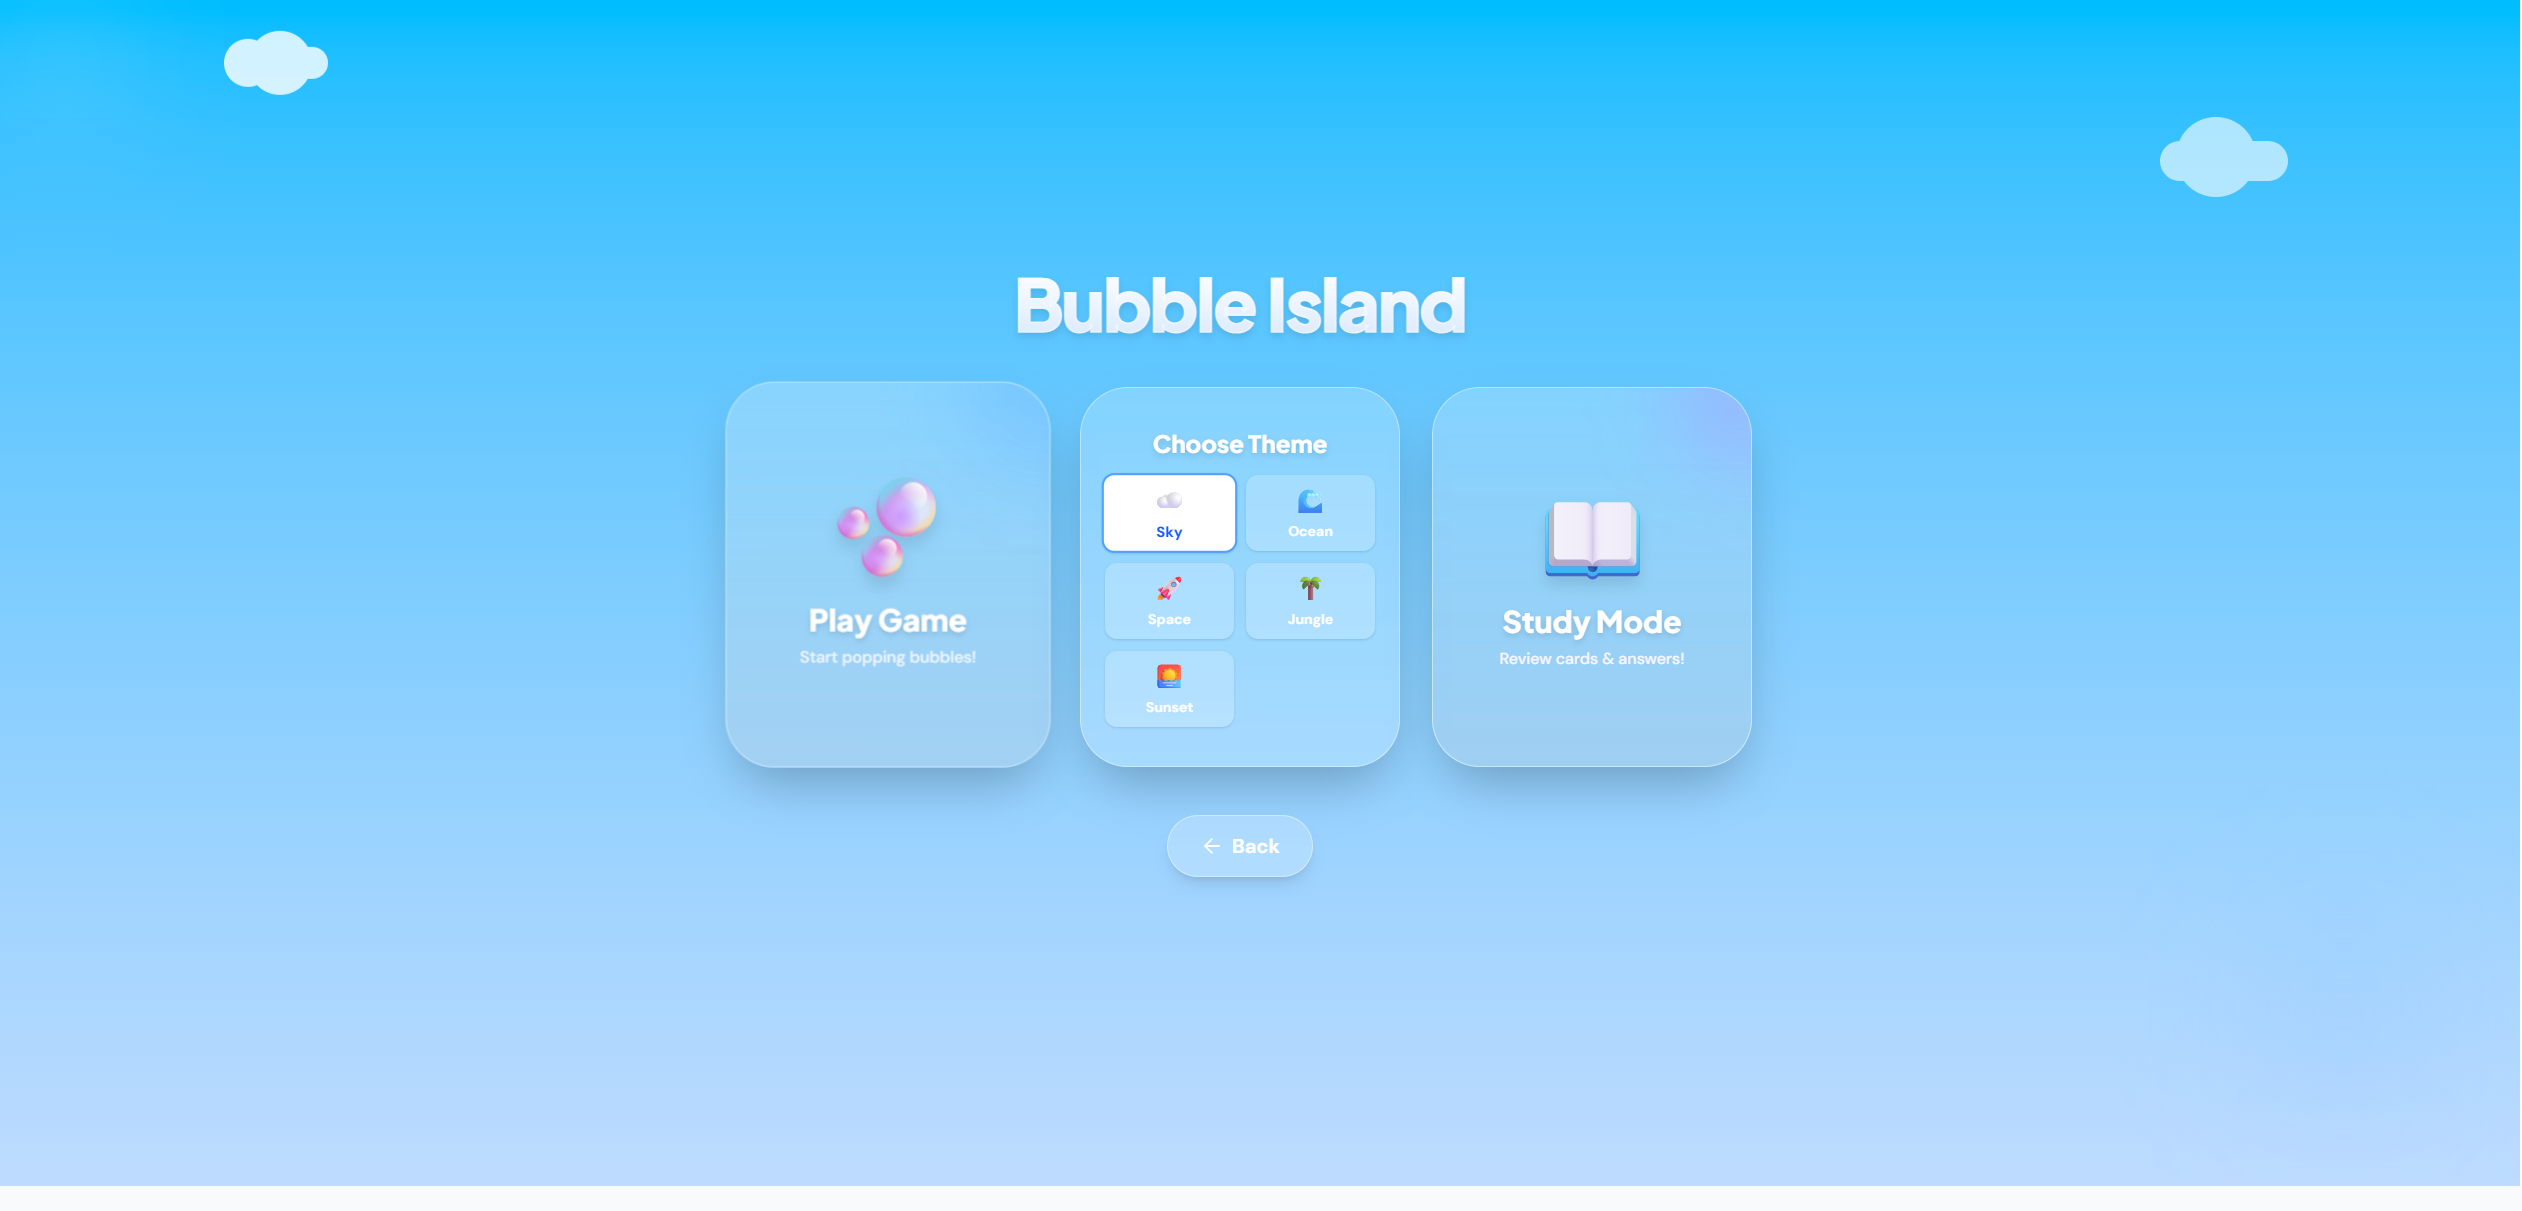 Bubble Island
Play Game
Start popping bubbles!
Choose Theme
Sky
Ocean
Space
Jungle
Sunset
Study Mode
Review cards & answers!
Back